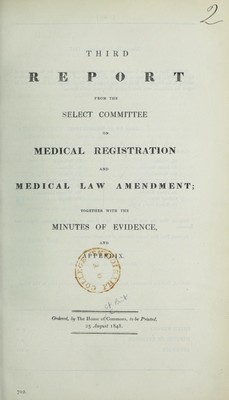 2
THIRD
REPORT
FROM THE
SELECT COMMITTEE
ON
MEDICAL REGISTRATION
AND
MEDICAL LAW AMENDMENT;
TOGETHER WITH THE
MINUTES OF EVIDENCE,
AND
APPENDIX.
Ordered, by The House of Commons, to be Printed,
25 August 1848.
702.